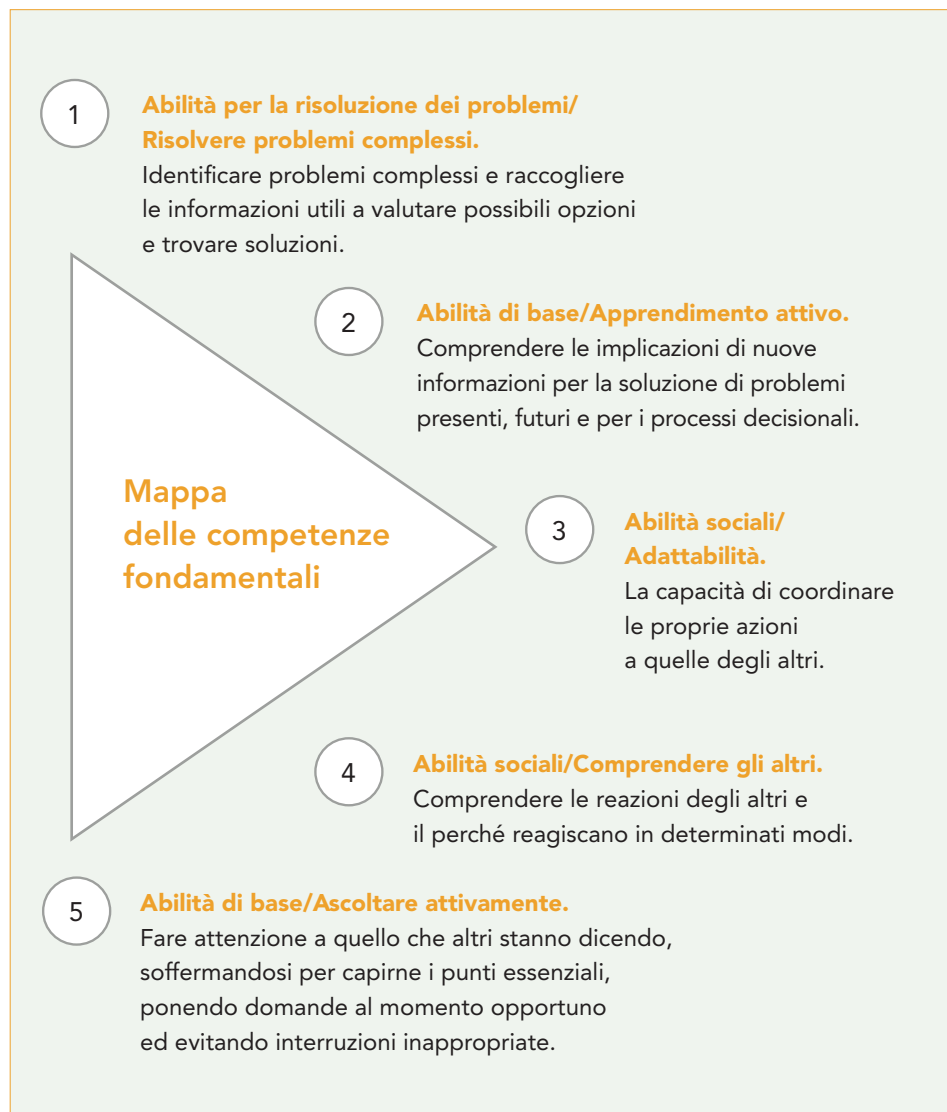 1
Abilità per la risoluzione dei problemi/
Risolvere problemi complessi.
Identificare problemi complessi e raccogliere
le informazioni utili a valutare possibili opzioni
e trovare soluzioni.
2
Abilità di base/Apprendimento attivo.
Comprendere le implicazioni di nuove
informazioni per la soluzione di problemi
presenti, futuri e per i processi decisionali.
Mappa
delle competenze
fondamentali
3
Abilità sociali/
Adattabilità.
La capacità di coordinare
le proprie azioni
a quelle degli altri.
4
Abilità sociali/Comprendere gli altri.
Comprendere le reazioni degli altri e
il perché reagiscano in determinati modi.
5
Abilità di base/Ascoltare attivamente.
Fare attenzione a quello che altri stanno dicendo,
soffermandosi per capirne i punti essenziali,
ponendo domande al momento opportuno
ed evitando interruzioni inappropriate.